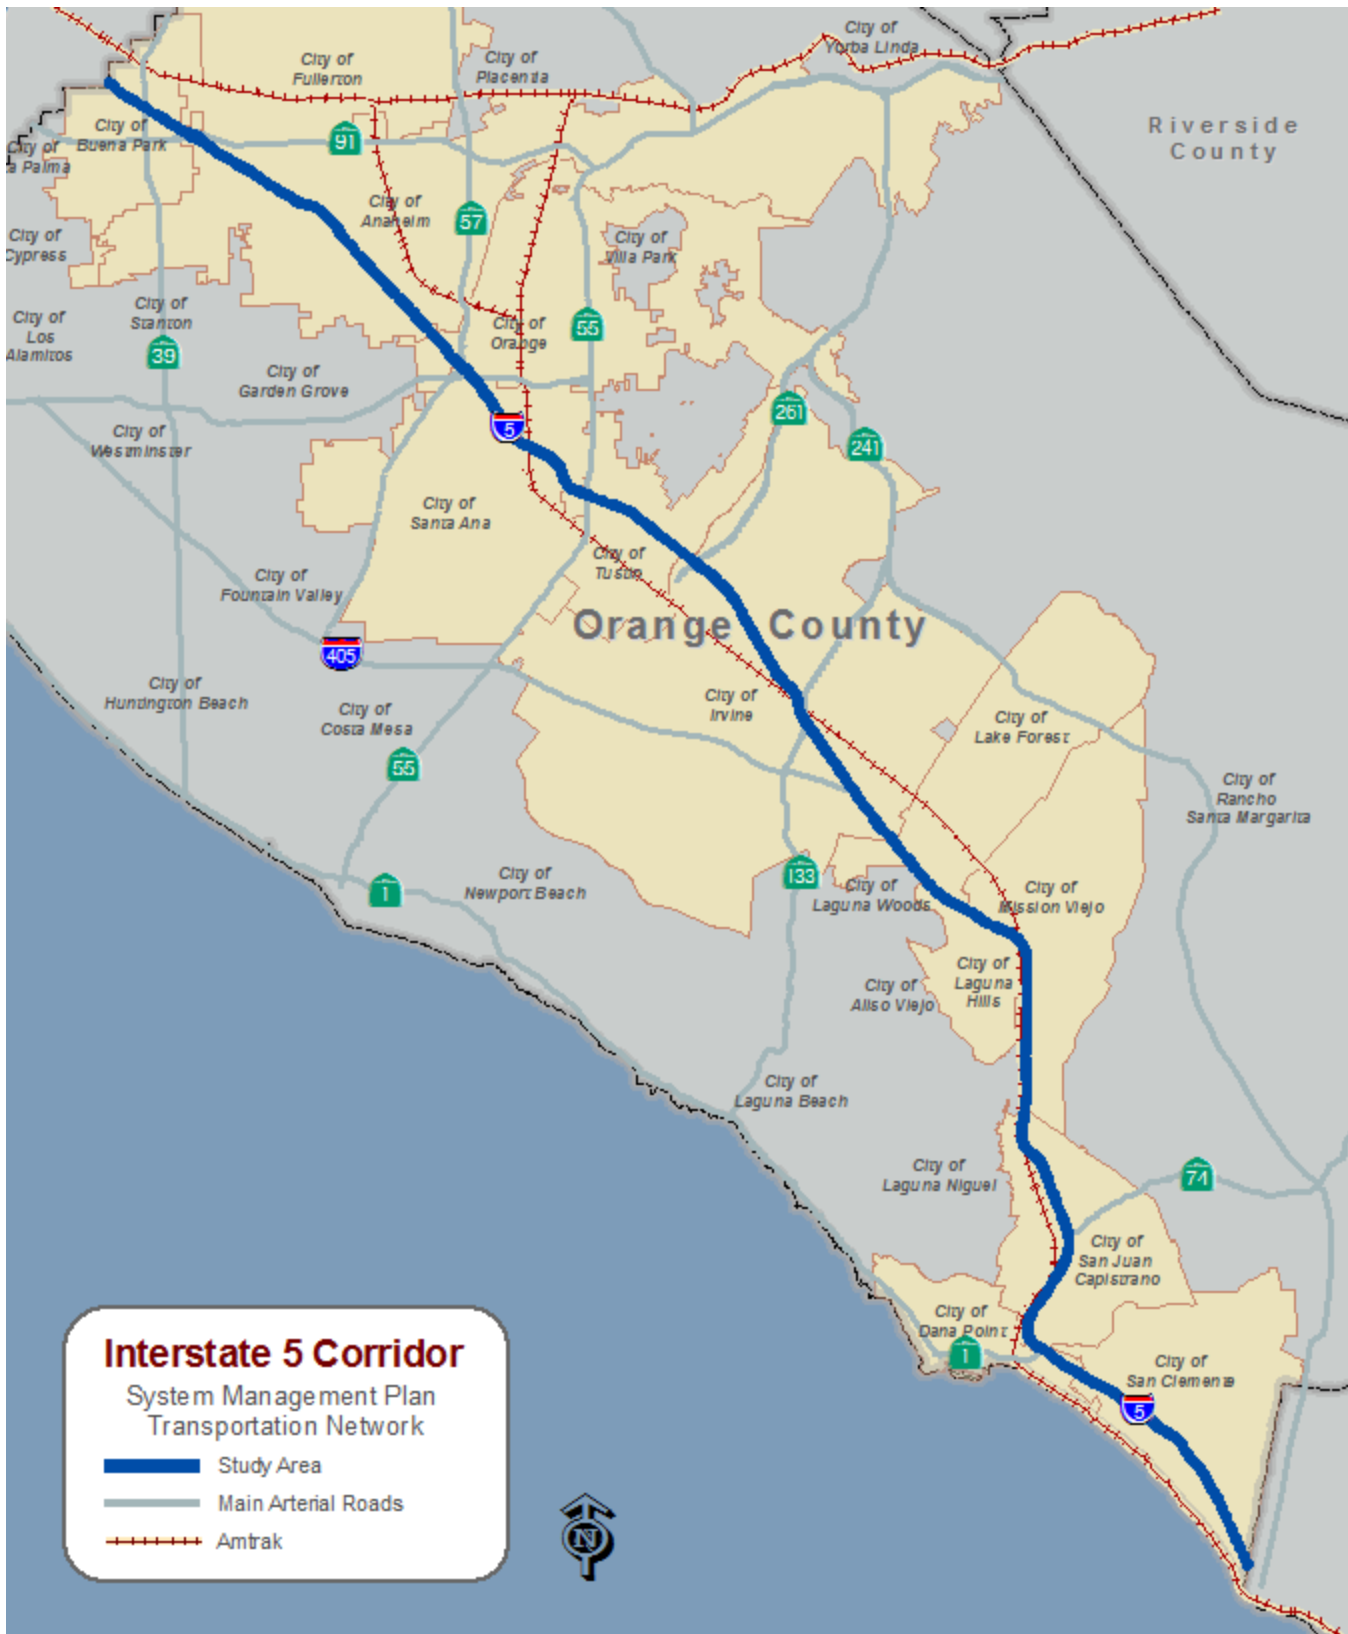 City of
Yorba Linda
City of
Fullerton
City of
Placentia
Riverside
County
City of
Buena Park
91
City of
La Palma
City of
Anaheim
57
City of
Cypress
City of
Villa Park
City of
Stanton
City of
Los
Alamitos
City of
Orange
55
39
City of
Garden Grove
261
5
241
City of
Westminster
City of
Santa Ana
City of
Tustin
City of
Fountain Valley
Orange County
405
City of
Huntington Beach
City of
Costa Mesa
City of
Irvine
City of
Lake Forest
55
City of
Rancho
Santa Margarita
1
City of
Newport Beach
133
City of
Laguna Woods
City of
Mission Viejo
City of
Laguna
Hills
City of
Aliso Viejo
City of
Laguna Beach
City of
Laguna Niguel
74
City of
San Juan
Capistrano
City of
Dana Point
1
City of
San Clemente
5
Interstate 5 Corridor
System Management Plan
Transportation Network
Study Area
Main Arterial Roads
Amtrak
N